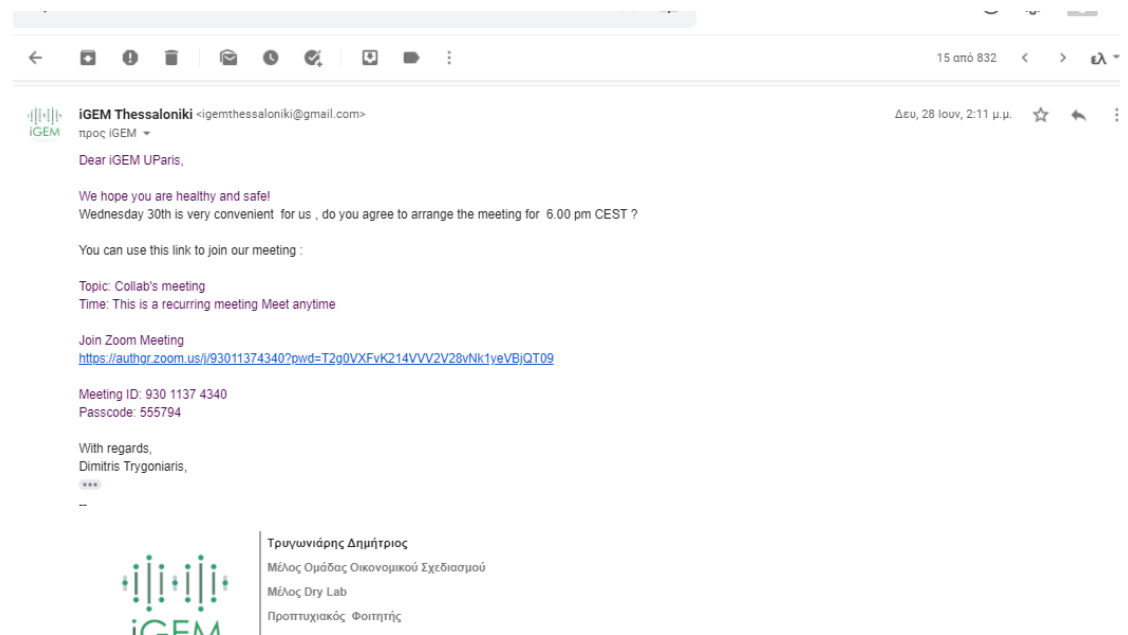 15 από 832
ελ
iGEM
iGEM Thessaloniki <igemthessaloniki@gmail.com>
Δευ, 28 Ιουν, 2:11 μ.μ.
προς iGEM
Dear iGEM UParis,
We hope you are healthy and safe!
Wednesday 30th is very convenient for us , do you agree to arrange the meeting for 6.00 pm CEST ?
You can use this link to join our meeting :
Topic: Collab's meeting
Time: This is a recurring meeting Meet anytime
Join Zoom Meeting
https://authgr.zoom.us/j/93011374340?pwd=T2g0VXFvK214VVV2V28vNk1yeVBjQT09
Meeting ID: 930 1137 4340
Passcode: 555794
With regards,
Dimitris Trygoniaris,
--
Τρυγωνιάρης Δημήτριος
Μέλος Ομάδας Οικονομικού Σχεδιασμού
Μέλος Dry Lab
Προπτυχιακός Φοιτητής
iGEM